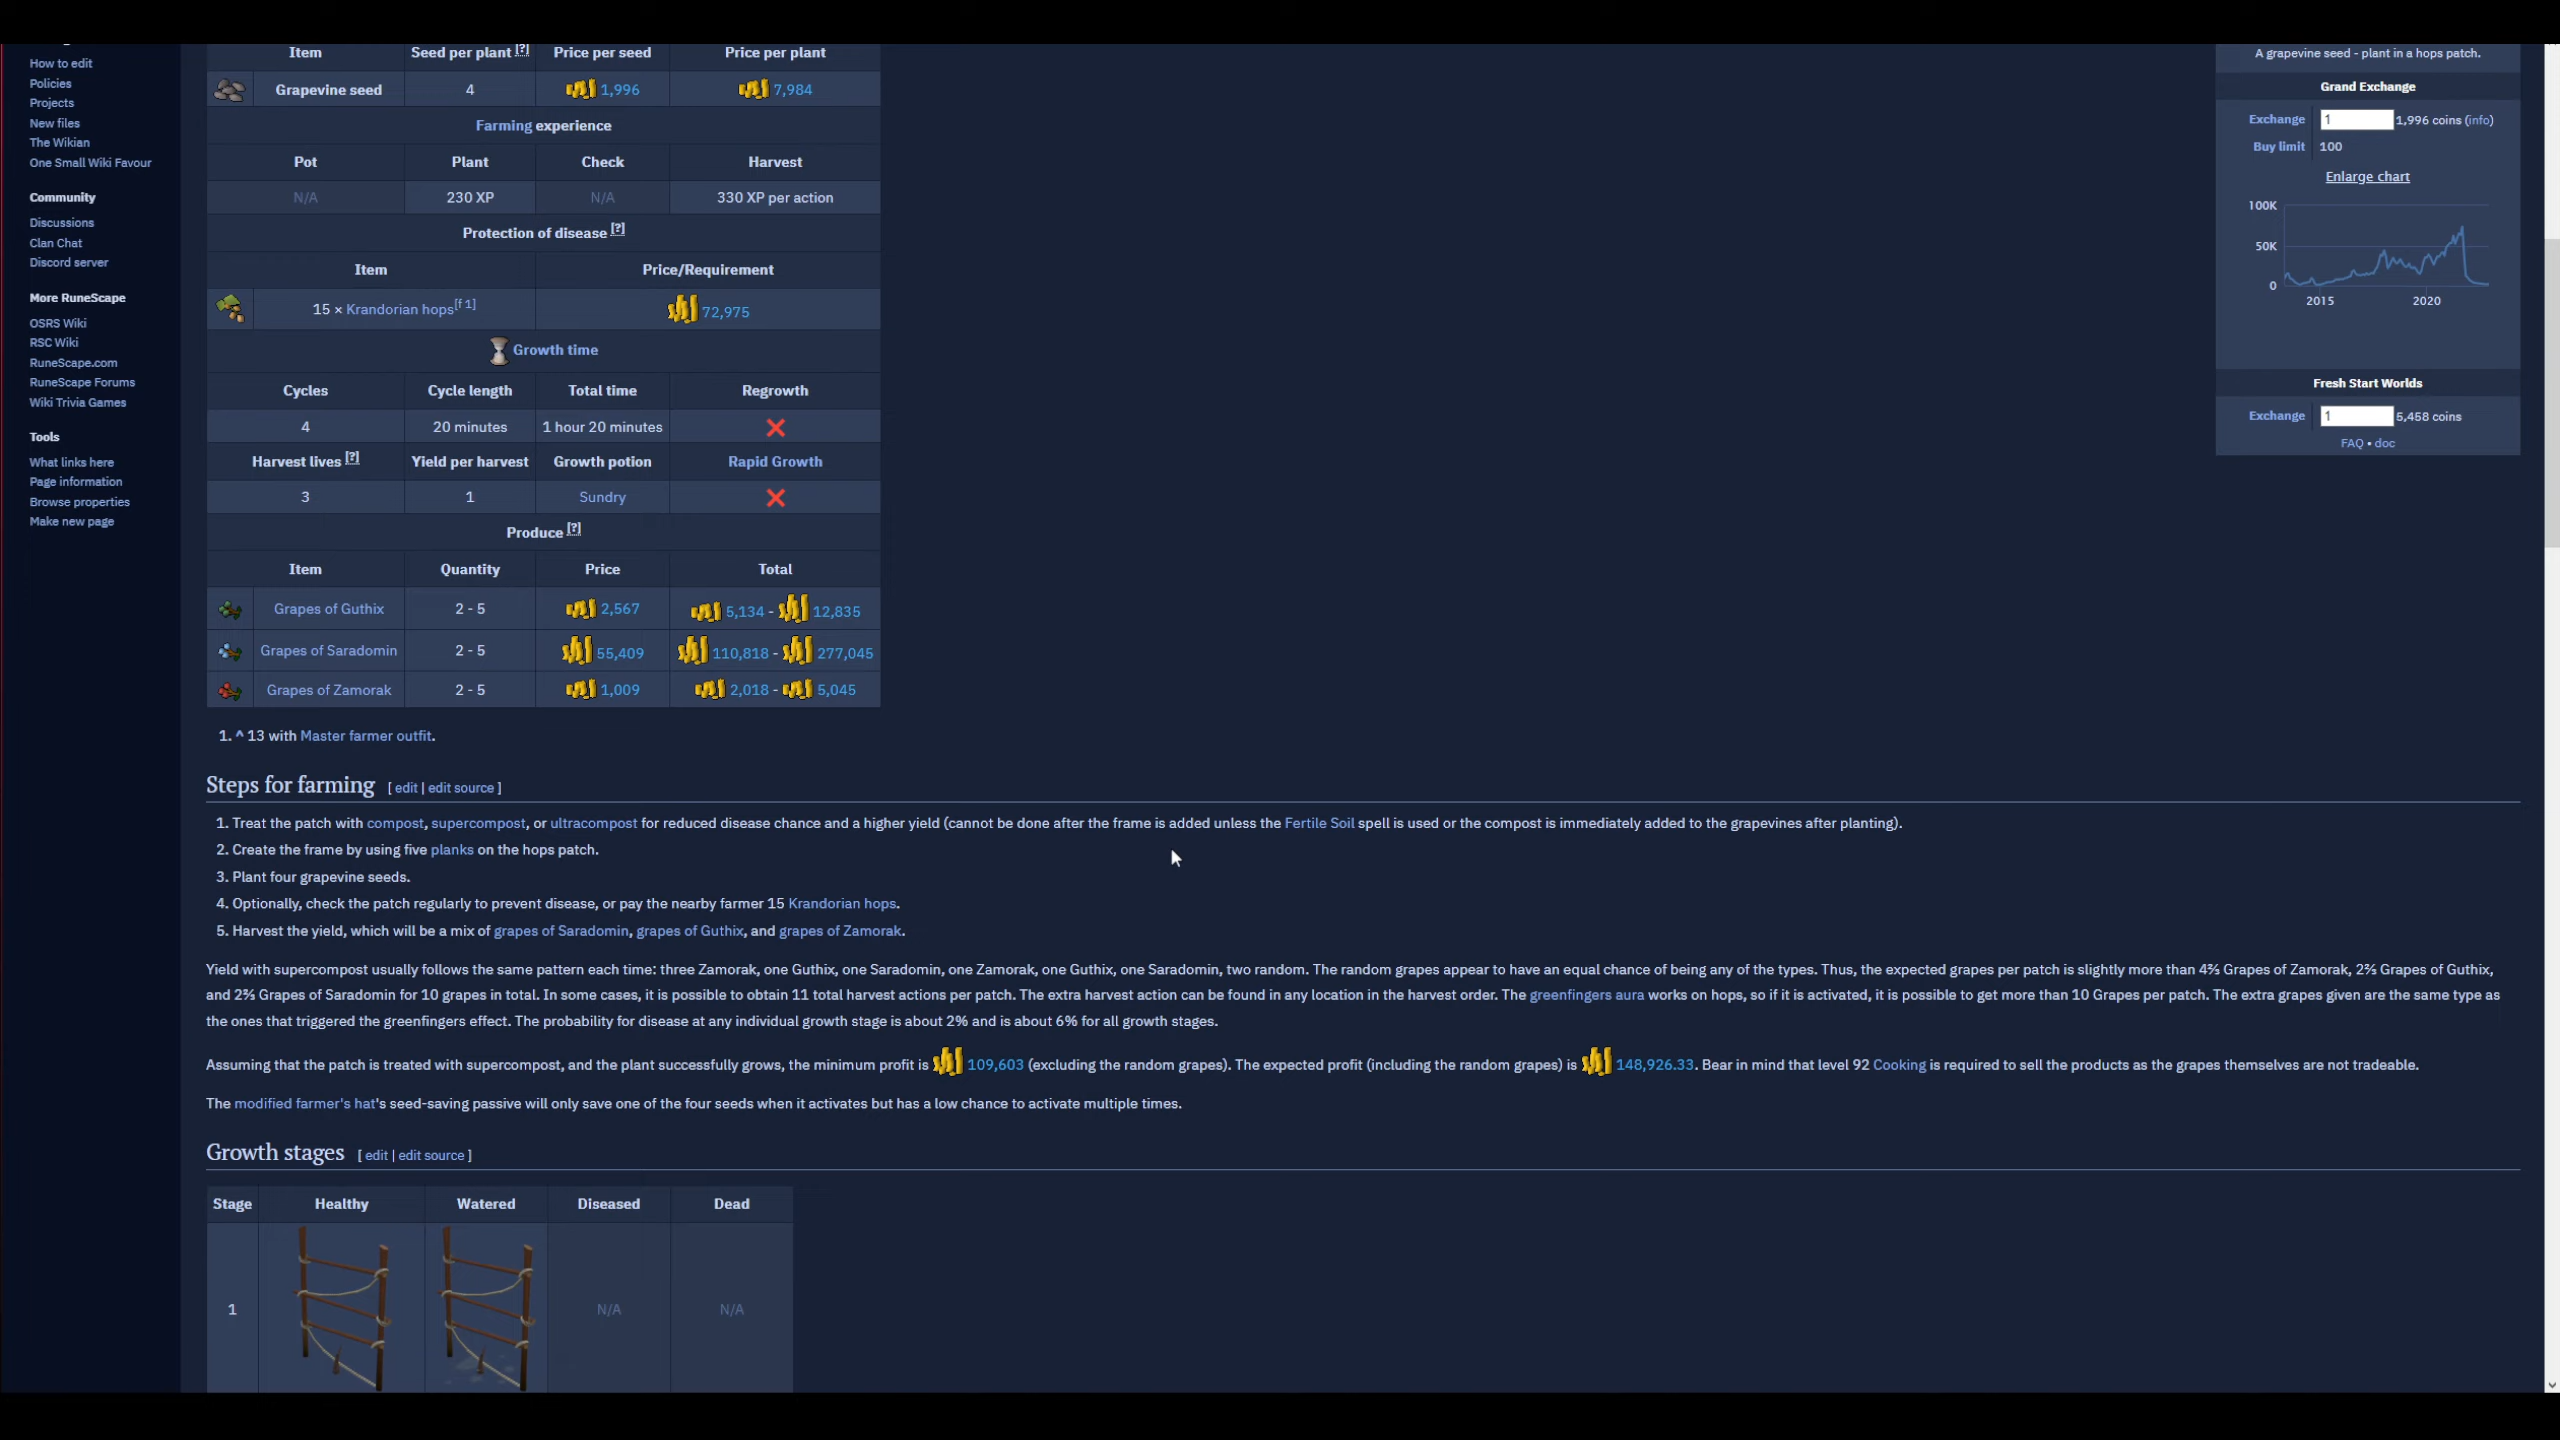 How to edit
Policies
Projects
New files
The Wikian
One Small Wiki Favour
Community
Discussions
Clan Chat
Discord server
More RuneScape
OSRS Wiki
RSC Wiki
RuneScape.com
RuneScape Forums
Wiki Trivia Games
Tools
What links here
Page information
Browse properties
Make new page
Item Seed per plant [?] Price per seed Price per plant
Grapevine seed 4 1,996 7,984
Farming experience
Pot Plant Check Harvest
N/A 230 XP N/A 330 XP per action
Protection of disease [?]
Item Price/Requirement
15 × Krandorian hops[f 1] 72,975
Growth time
Cycles Cycle length Total time Regrowth
4 20 minutes 1 hour 20 minutes
Harvest lives [?] Yield per harvest Growth potion Rapid Growth
3 1 Sundry
Produce [?]
Item Quantity Price Total
Grapes of Guthix 2 - 5 2,567 5,134 - 12,835
Grapes of Saradomin 2 - 5 55,409 110,818 - 277,045
Grapes of Zamorak 2 - 5 1,009 2,018 - 5,045
1. ^ 13 with Master farmer outfit.
Steps for farming [ edit | edit source ]
1. Treat the patch with compost, supercompost, or ultracompost for reduced disease chance and a higher yield (cannot be done after the frame is added unless the Fertile Soil spell is used or the compost is immediately added to the grapevines after planting).
2. Create the frame by using five planks on the hops patch.
3. Plant four grapevine seeds.
4. Optionally, check the patch regularly to prevent disease, or pay the nearby farmer 15 Krandorian hops.
5. Harvest the yield, which will be a mix of grapes of Saradomin, grapes of Guthix, and grapes of Zamorak.
Yield with supercompost usually follows the same pattern each time: three Zamorak, one Guthix, one Saradomin, one Zamorak, one Guthix, one Saradomin, two random. The random grapes appear to have an equal chance of being any of the types. Thus, the expected grapes per patch is slightly more than 4⅔ Grapes of Zamorak, 2⅔ Grapes of Guthix,
and 2⅔ Grapes of Saradomin for 10 grapes in total. In some cases, it is possible to obtain 11 total harvest actions per patch. The extra harvest action can be found in any location in the harvest order. The greenfingers aura works on hops, so if it is activated, it is possible to get more than 10 Grapes per patch. The extra grapes given are the same type as
the ones that triggered the greenfingers effect. The probability for disease at any individual growth stage is about 2% and is about 6% for all growth stages.
Assuming that the patch is treated with supercompost, and the plant successfully grows, the minimum profit is 109,603 (excluding the random grapes). The expected profit (including the random grapes) is 148,926.33. Bear in mind that level 92 Cooking is required to sell the products as the grapes themselves are not tradeable.
The modified farmer's hat's seed-saving passive will only save one of the four seeds when it activates but has a low chance to activate multiple times.
Growth stages [ edit | edit source ]
Stage Healthy Watered Diseased Dead
1 N/A N/A
A grapevine seed - plant in a hops patch.
Grand Exchange
Exchange 1 1,996 coins (info)
Buy limit 100
Enlarge chart
100K
50K
0
2015 2020
Fresh Start Worlds
Exchange 1 5,458 coins
FAQ • doc